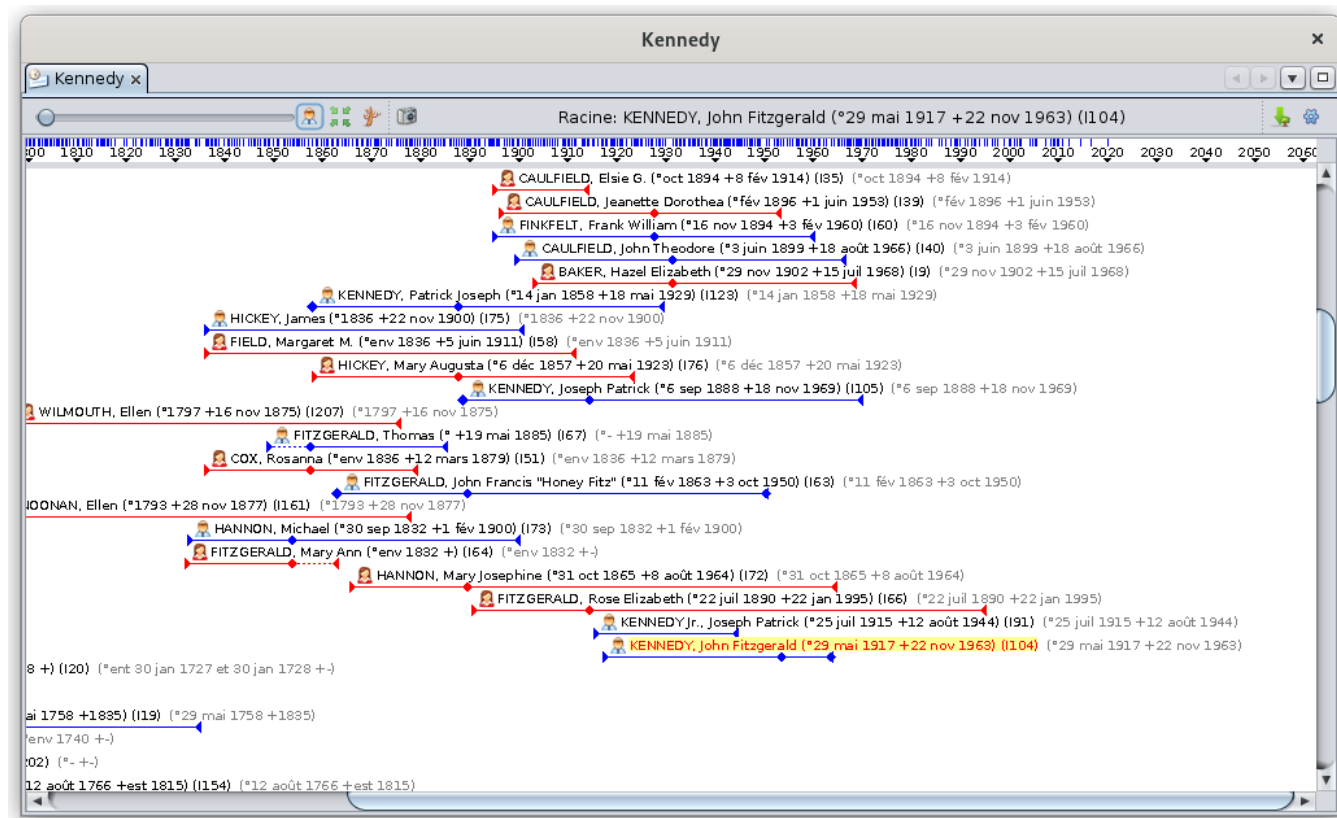 Kennedy
Kennedy
Racine: KENNEDY, John Fitzgerald (°29 mai 1917 +22 nov 1963) (I104)
1810 1820 1830 1840 1850 1860 1870 1880 1890 1900 1910 1920 1930 1940 1950 1960 1970 1980 1990 2000 2010 2020 2030 2040 2050 2060
CAULFIELD, Elsie G. (°oct 1894 +8 fév 1914) (I35) (°oct 1894 +8 fév 1914)
CAULFIELD, Jeanette Dorothea (°fév 1896 +1 juin 1953) (I39) (°fév 1896 +1 juin 1953)
FINKFELT, Frank William (°16 nov 1894 +3 fév 1960) (I60) (°16 nov 1894 +3 fév 1960)
CAULFIELD, John Theodore (°3 juin 1899 +18 août 1966) (I40) (°3 juin 1899 +18 août 1966)
BAKER, Hazel Elizabeth (°29 nov 1902 +15 juil 1968) (I9) (°29 nov 1902 +15 juil 1968)
KENNEDY, Patrick Joseph (°14 jan 1858 +18 mai 1929) (I123) (°14 jan 1858 +18 mai 1929)
HICKEY, James (°1836 +22 nov 1900) (I75) (°1836 +22 nov 1900)
FIELD, Margaret M. (°env 1836 +5 juin 1911) (I58) (°env 1836 +5 juin 1911)
HICKEY, Mary Augusta (°6 déc 1857 +20 mai 1923) (I76) (°6 déc 1857 +20 mai 1923)
KENNEDY, Joseph Patrick (°6 sep 1888 +18 nov 1969) (I105) (°6 sep 1888 +18 nov 1969)
WILMOUTH, Ellen (°1797 +16 nov 1875) (I207) (°1797 +16 nov 1875)
FITZGERALD, Thomas (° +19 mai 1885) (I67) (°- +19 mai 1885)
COX, Rosanna (°env 1836 +12 mars 1879) (I51) (°env 1836 +12 mars 1879)
FITZGERALD, John Francis "Honey Fitz" (°11 fév 1863 +3 oct 1950) (I63) (°11 fév 1863 +3 oct 1950)
NOONAN, Ellen (°1793 +28 nov 1877) (I161) (°1793 +28 nov 1877)
HANNON, Michael (°30 sep 1832 +1 fév 1900) (I73) (°30 sep 1832 +1 fév 1900)
FITZGERALD, Mary Ann (°env 1832 +) (I64) (°env 1832 +-)
HANNON, Mary Josephine (°31 oct 1865 +8 août 1964) (I72) (°31 oct 1865 +8 août 1964)
FITZGERALD, Rose Elizabeth (°22 juil 1890 +22 jan 1995) (I66) (°22 juil 1890 +22 jan 1995)
KENNEDY Jr., Joseph Patrick (°25 juil 1915 +12 août 1944) (I91) (°25 juil 1915 +12 août 1944)
KENNEDY, John Fitzgerald (°29 mai 1917 +22 nov 1963) (I104) (°29 mai 1917 +22 nov 1963)
8 +) (I20) (°ent 30 jan 1727 et 30 jan 1728 +-)
ai 1758 +1835) (I19) (°29 mai 1758 +1835)
°env 1740 +-)
202) (°- +-)
12 août 1766 +est 1815) (I154) (°12 août 1766 +est 1815)